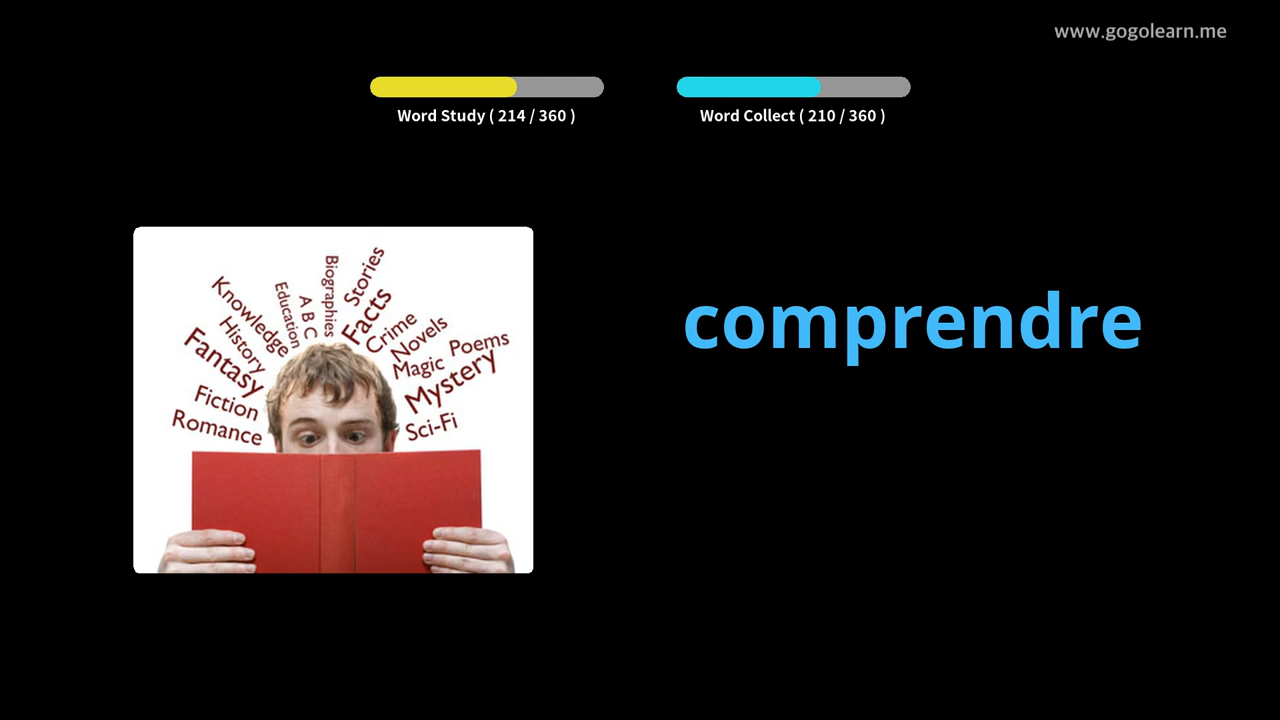 www.gogolearn.me
Word Study ( 214 / 360 )
Word Collect ( 210 / 360 )
comprendre
Knowledge
Education
A B C
Biographies
Stories
Facts
Crime
Novels
Poems
Magic
Mystery
Sci-Fi
History
Fantasy
Fiction
Romance